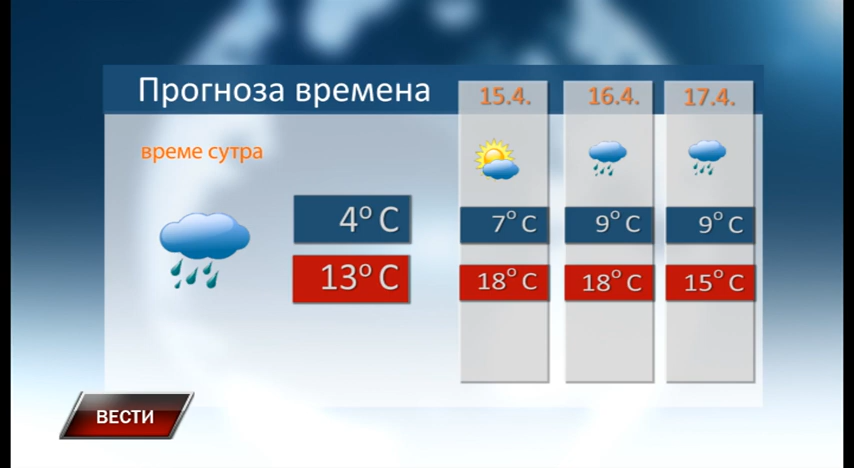 Прогноза времена
време сутра
4° C
13° C
15.4.
7° C
18° C
16.4.
9° C
18° C
17.4.
9° C
15° C
ВЕСТИ